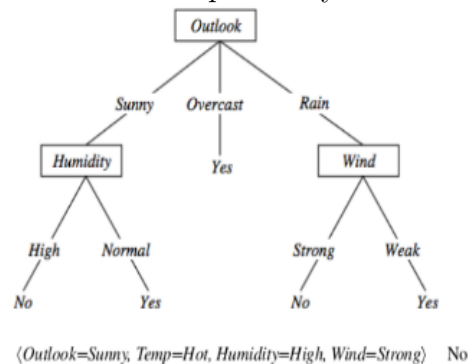 Outlook
Sunny Overcast Rain
Humidity Yes Wind
High Normal Strong Weak
No Yes No Yes
⟨Outlook=Sunny, Temp=Hot, Humidity=High, Wind=Strong⟩ No